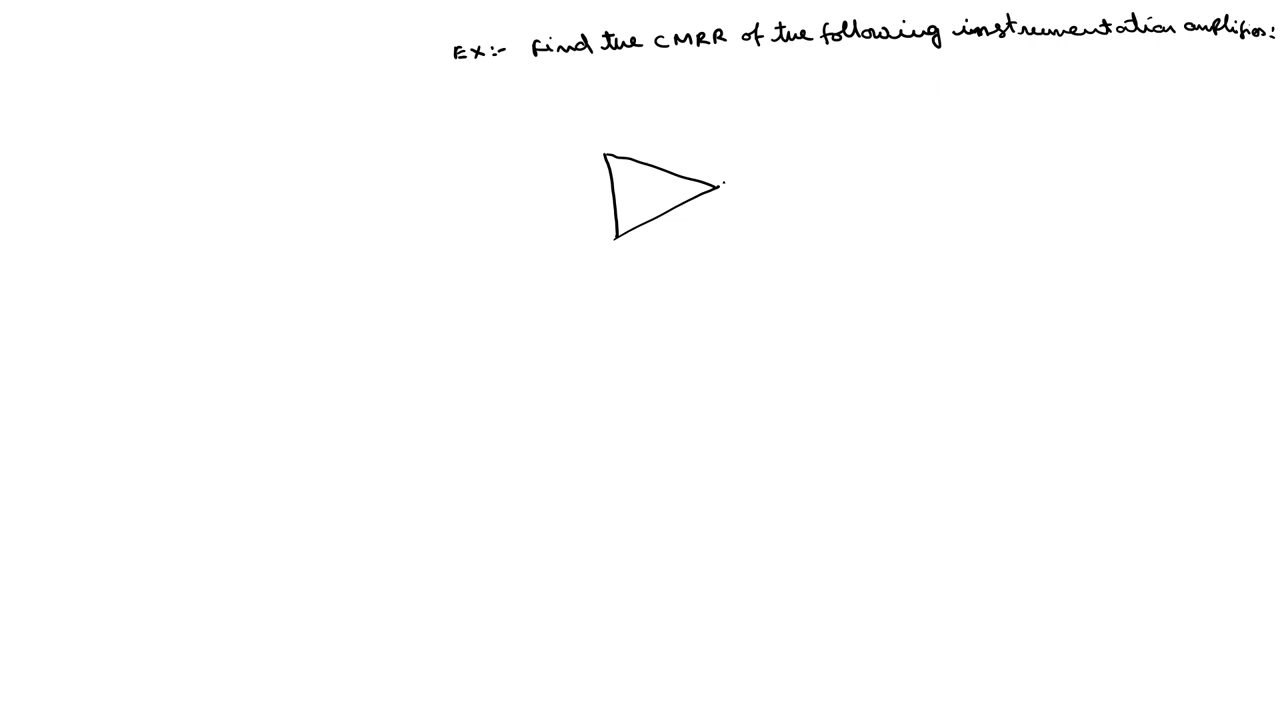 Ex:- Find the CMRR of the following instrumentation amplifier: